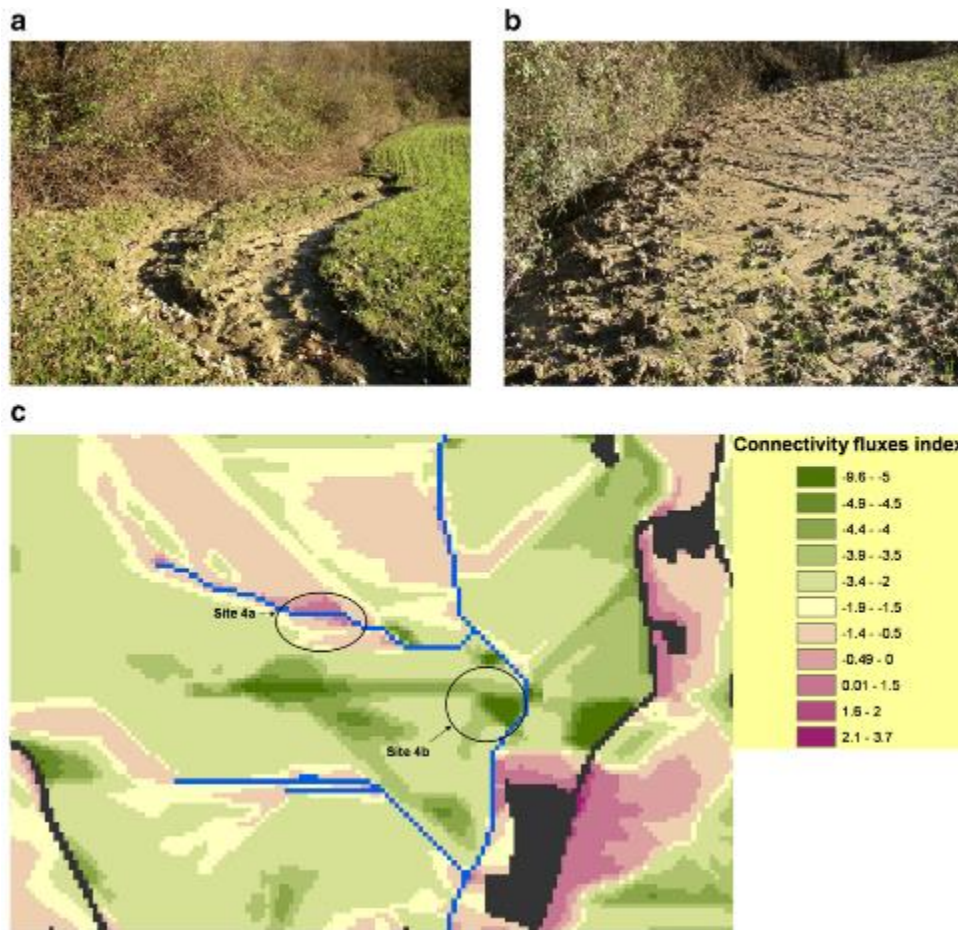 a
b
c
Connectivity fluxes index
-9.6 - -5
-4.9 - -4.5
-4.4 - -4
-3.9 - -3.5
-3.4 - -2
-1.9 - -1.5
-1.4 - -0.5
-0.49 - 0
0.01 - 1.5
1.6 - 2
2.1 - 3.7
Site 4a
Site 4b